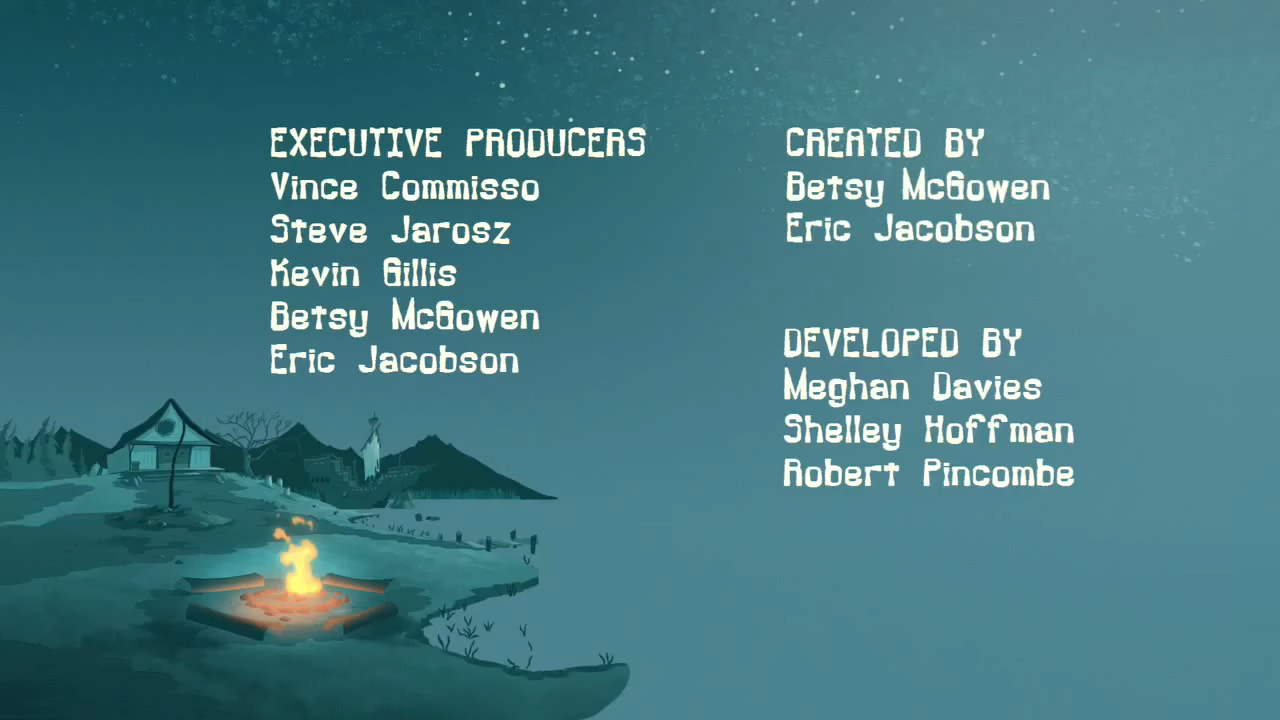 EXECUTIVE PRODUCERS
Vince Commisso
Steve Jarosz
Kevin Gillis
Betsy McGowen
Eric Jacobson
CREATED BY
Betsy McGowen
Eric Jacobson
DEVELOPED BY
Meghan Davies
Shelley Hoffman
Robert Pincombe